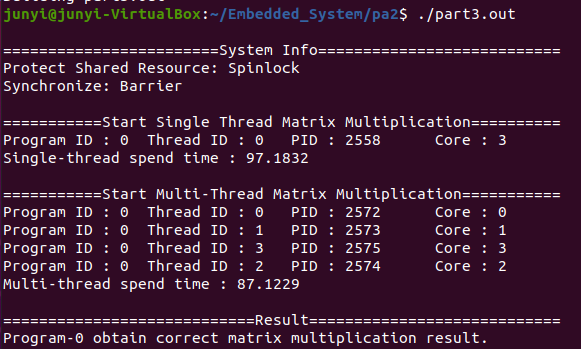 junyi@junyi-VirtualBox:~/Embedded_System/pa2$ ./part3.out
========================System Info===========================
Protect Shared Resource: Spinlock
Synchronize: Barrier
===========Start Single Thread Matrix Multiplication==========
Program ID : 0  Thread ID : 0   PID : 2558      Core : 3
Single-thread spend time : 97.1832
===========Start Multi-Thread Matrix Multiplication===========
Program ID : 0  Thread ID : 0   PID : 2572      Core : 0
Program ID : 0  Thread ID : 1   PID : 2573      Core : 1
Program ID : 0  Thread ID : 3   PID : 2575      Core : 3
Program ID : 0  Thread ID : 2   PID : 2574      Core : 2
Multi-thread spend time : 87.1229
============================Result============================
Program-0 obtain correct matrix multiplication result.